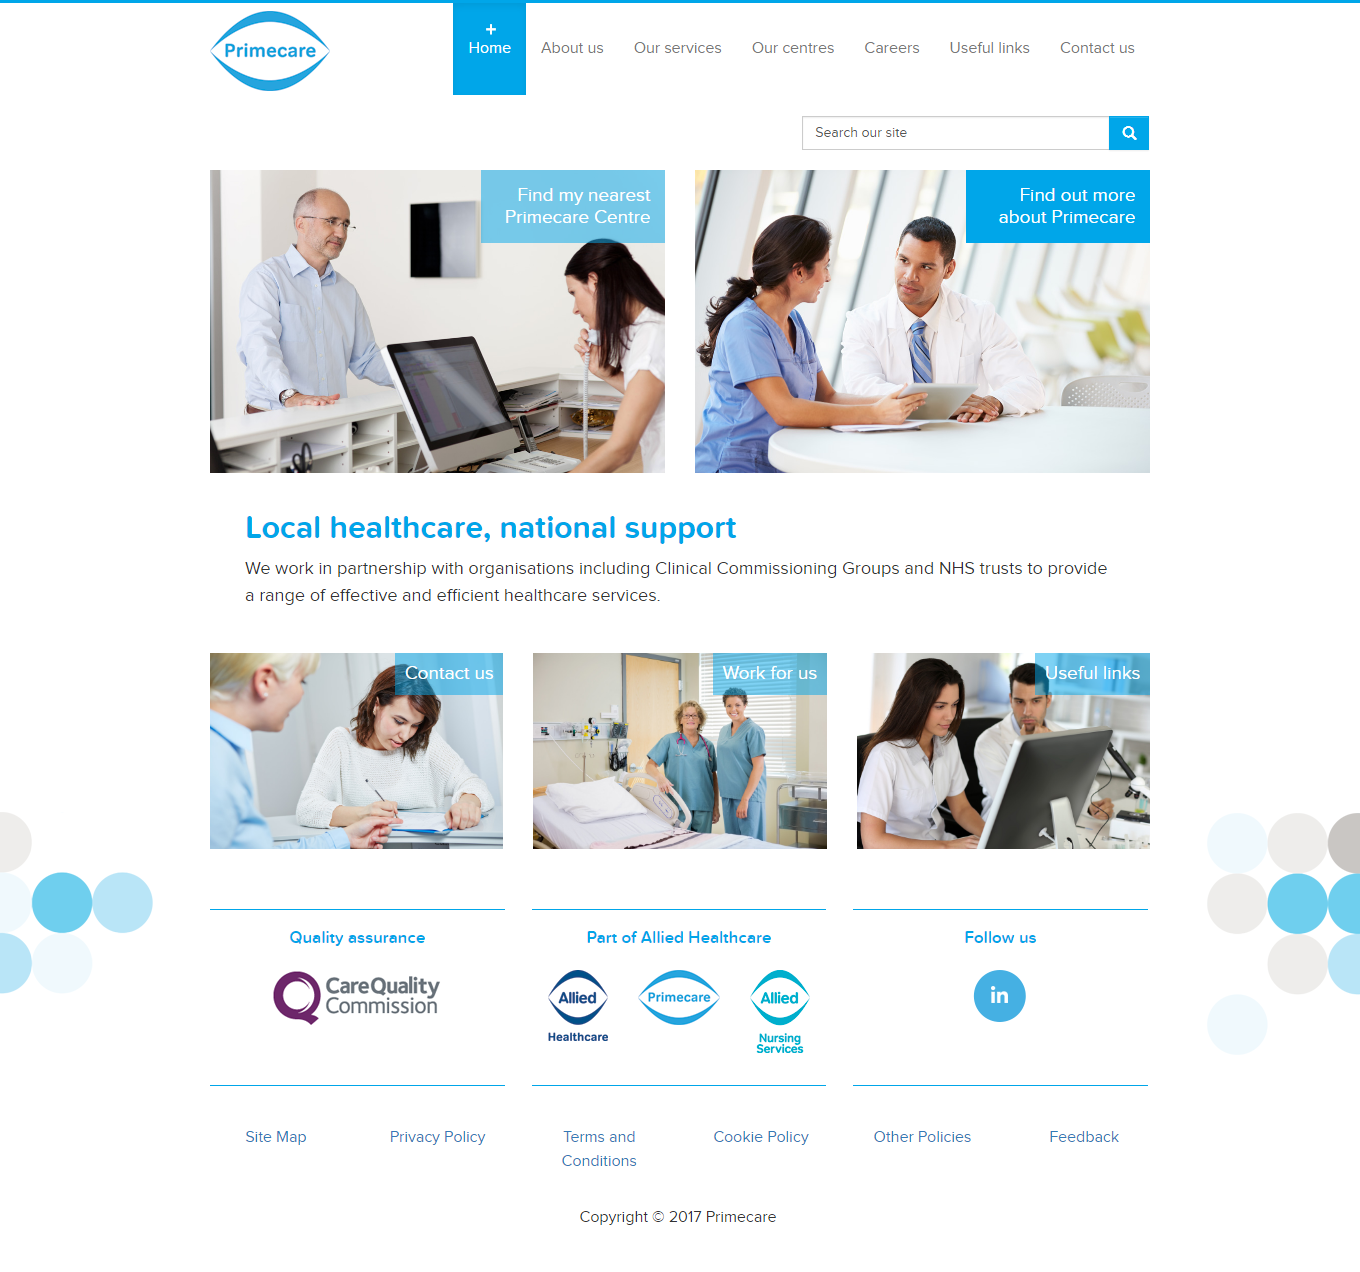 Primecare
Home
About us
Our services
Our centres
Careers
Useful links
Contact us
Search our site
Find my nearest
Primecare Centre
Find out more
about Primecare
Local healthcare, national support
We work in partnership with organisations including Clinical Commissioning Groups and NHS trusts to provide
a range of effective and efficient healthcare services.
Contact us
Work for us
Useful links
Quality assurance
CareQuality
Commission
Part of Allied Healthcare
Allied
Healthcare
Primecare
Allied
Nursing
Services
Follow us
in
Site Map
Privacy Policy
Terms and
Conditions
Cookie Policy
Other Policies
Feedback
Copyright © 2017 Primecare